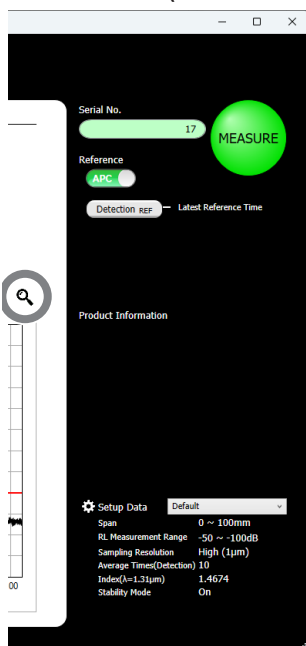 Serial No.
17
MEASURE
Reference
APC
Detection REF
Latest Reference Time
Product Information
Setup Data Default
Span 0 ~ 100mm
RL Measurement Range -50 ~ -100dB
Sampling Resolution High (1μm)
Average Times(Detection) 10
Index(λ=1.31μm) 1.4674
00
Stability Mode On